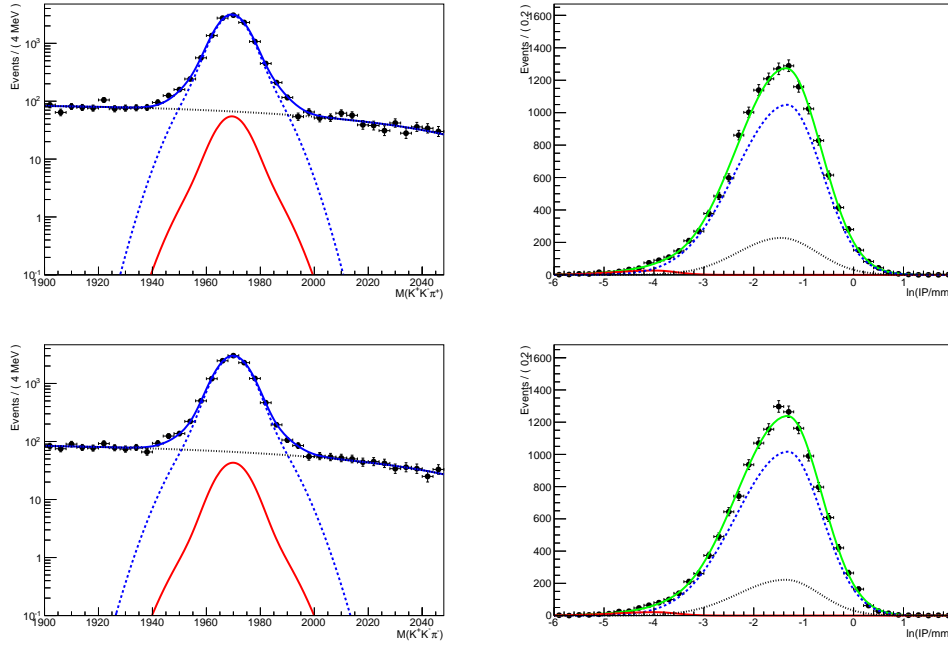 Events / ( 4 MeV )
10³
10²
10
1
10⁻¹
1900 1920 1940 1960 1980 2000 2020 2040
M(K⁺K⁻π⁺)
Events / ( 0.2 )
1600
1400
1200
1000
800
600
400
200
0
-6 -5 -4 -3 -2 -1 0 1
ln(IP/mm)
Events / ( 4 MeV )
10³
10²
10
1
10⁻¹
1900 1920 1940 1960 1980 2000 2020 2040
M(K⁺K⁻π⁻)
Events / ( 0.2 )
1600
1400
1200
1000
800
600
400
200
0
-6 -5 -4 -3 -2 -1 0 1
ln(IP/mm)